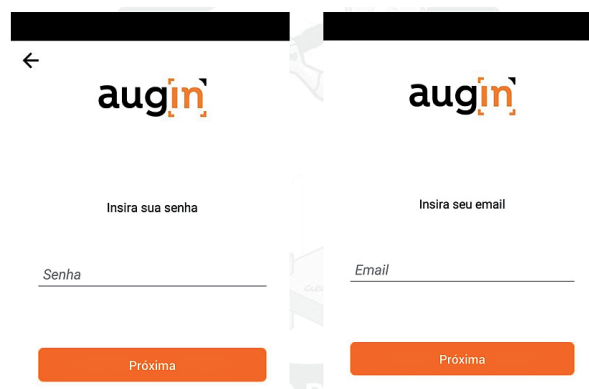 augin
Insira sua senha
Senha
Próxima
augin
Insira seu email
Email
Próxima